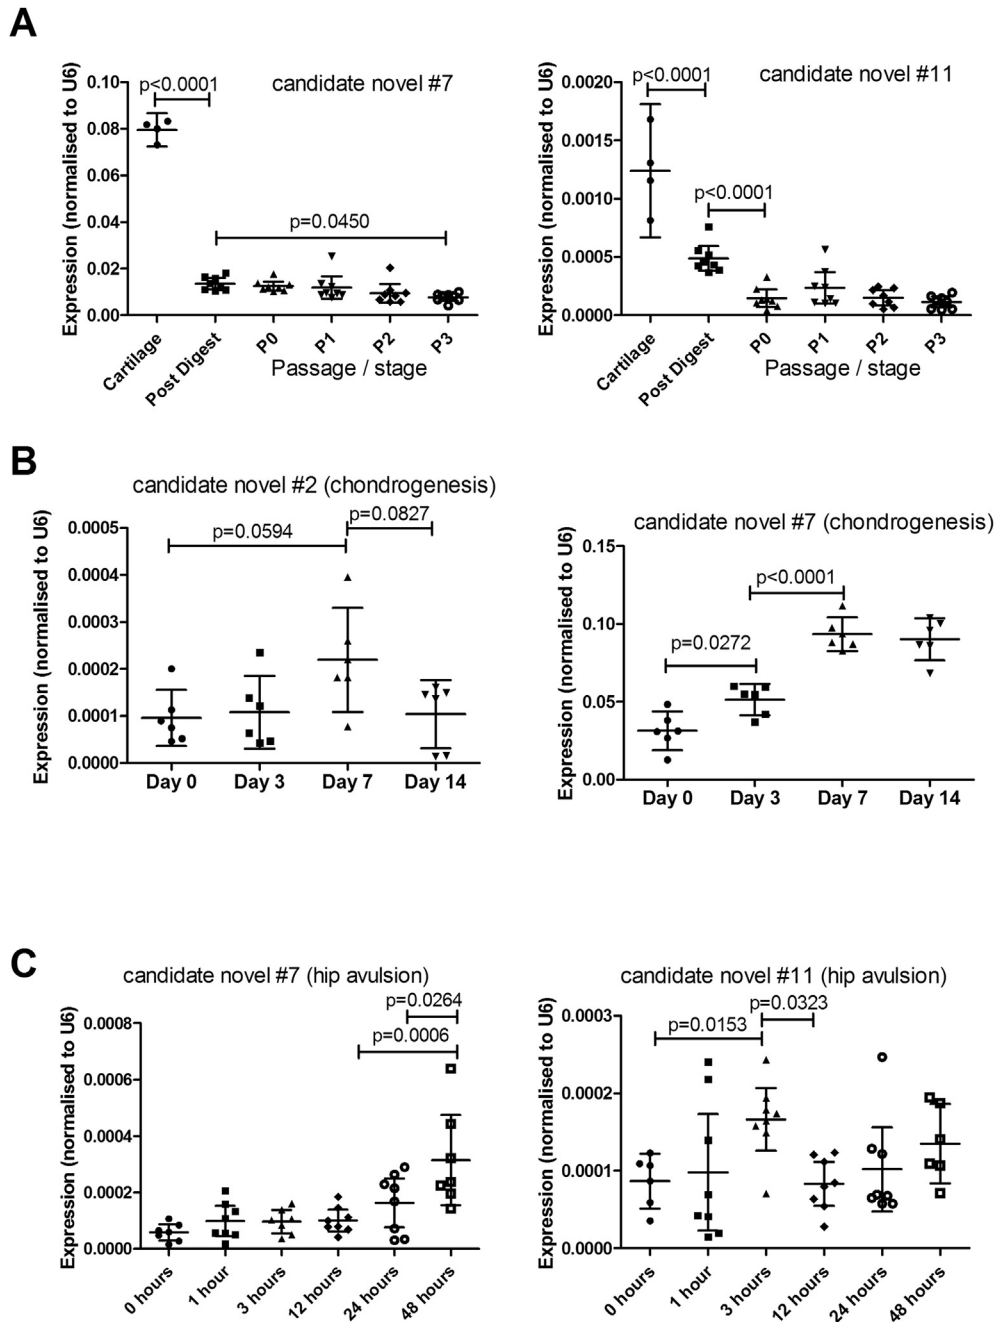 A
candidate novel #7
p<0.0001
p=0.0450
Expression (normalised to U6)
0.10
0.08
0.06
0.04
0.02
0.00
Cartilage
Post Digest
P0
P1
P2
P3
Passage / stage
candidate novel #11
p<0.0001
p<0.0001
Expression (normalised to U6)
0.0020
0.0015
0.0010
0.0005
0.0000
Cartilage
Post Digest
P0
P1
P2
P3
Passage / stage
B
candidate novel #2 (chondrogenesis)
p=0.0594
p=0.0827
Expression (normalised to U6)
0.0005
0.0004
0.0003
0.0002
0.0001
0.0000
Day 0
Day 3
Day 7
Day 14
candidate novel #7 (chondrogenesis)
p<0.0001
p=0.0272
Expression (normalised to U6)
0.15
0.10
0.05
0.00
Day 0
Day 3
Day 7
Day 14
C
candidate novel #7 (hip avulsion)
p=0.0264
p=0.0006
Expression (normalised to U6)
0.0008
0.0006
0.0004
0.0002
0.0000
0 hours
1 hour
3 hours
12 hours
24 hours
48 hours
candidate novel #11 (hip avulsion)
p=0.0323
p=0.0153
Expression (normalised to U6)
0.0003
0.0002
0.0001
0.0000
0 hours
1 hour
3 hours
12 hours
24 hours
48 hours